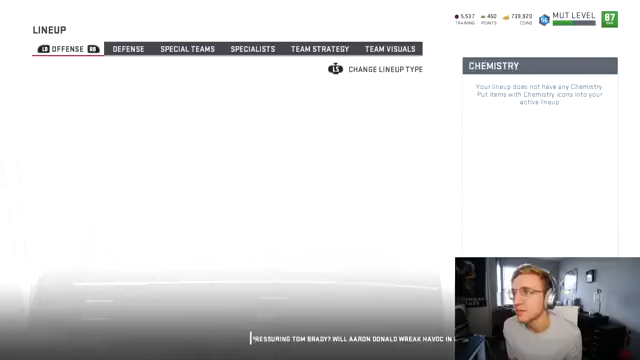 LINEUP
5,537 TRAINING
450 POINTS
739,920 COINS
MUT LEVEL
87
LB OFFENSE RB
DEFENSE
SPECIAL TEAMS
SPECIALISTS
TEAM STRATEGY
TEAM VISUALS
LS CHANGE LINEUP TYPE
CHEMISTRY
Your lineup does not have any Chemistry.
Put items with Chemistry icons into your
active lineup.
RESSURING TOM BRADY? WILL AARON DONALD WREAK HAVOC IN